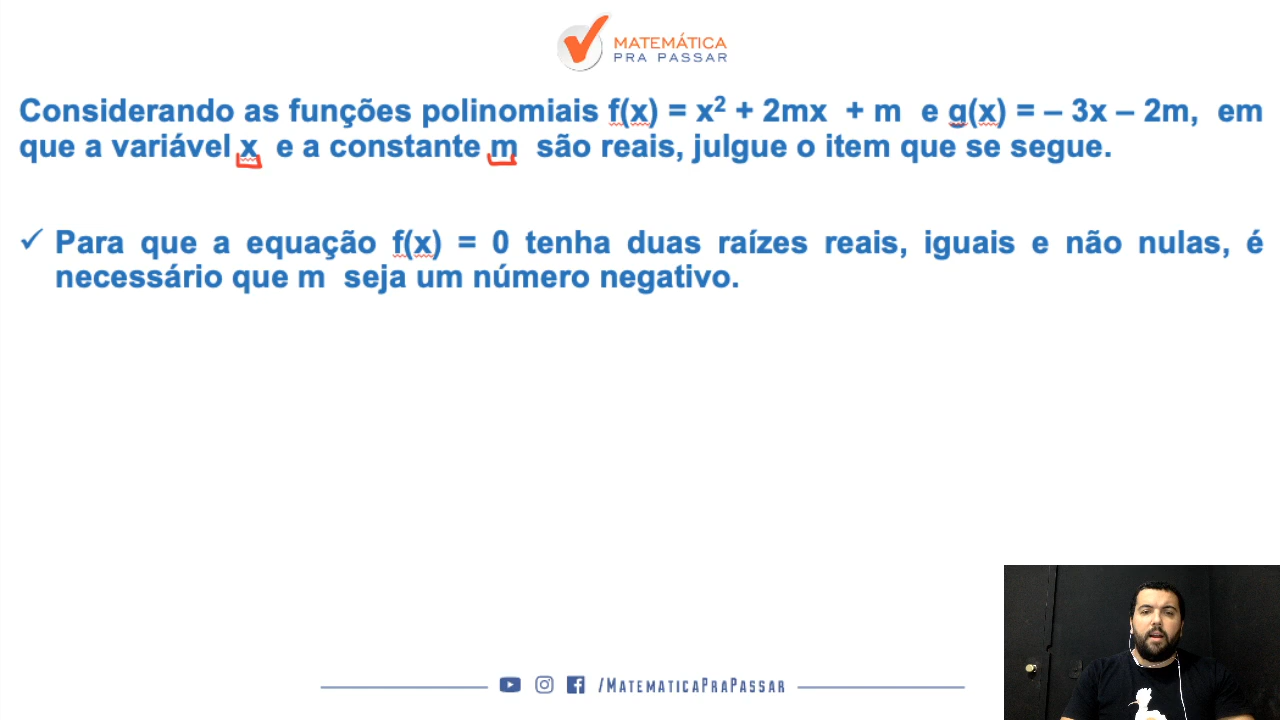 MATEMÁTICA
PRA PASSAR
Considerando as funções polinomiais f(x) = x² + 2mx + m e g(x) = – 3x – 2m, em
que a variável x e a constante m são reais, julgue o item que se segue.
✓ Para que a equação f(x) = 0 tenha duas raízes reais, iguais e não nulas, é
necessário que m seja um número negativo.
/MATEMATICAPRAPASSAR